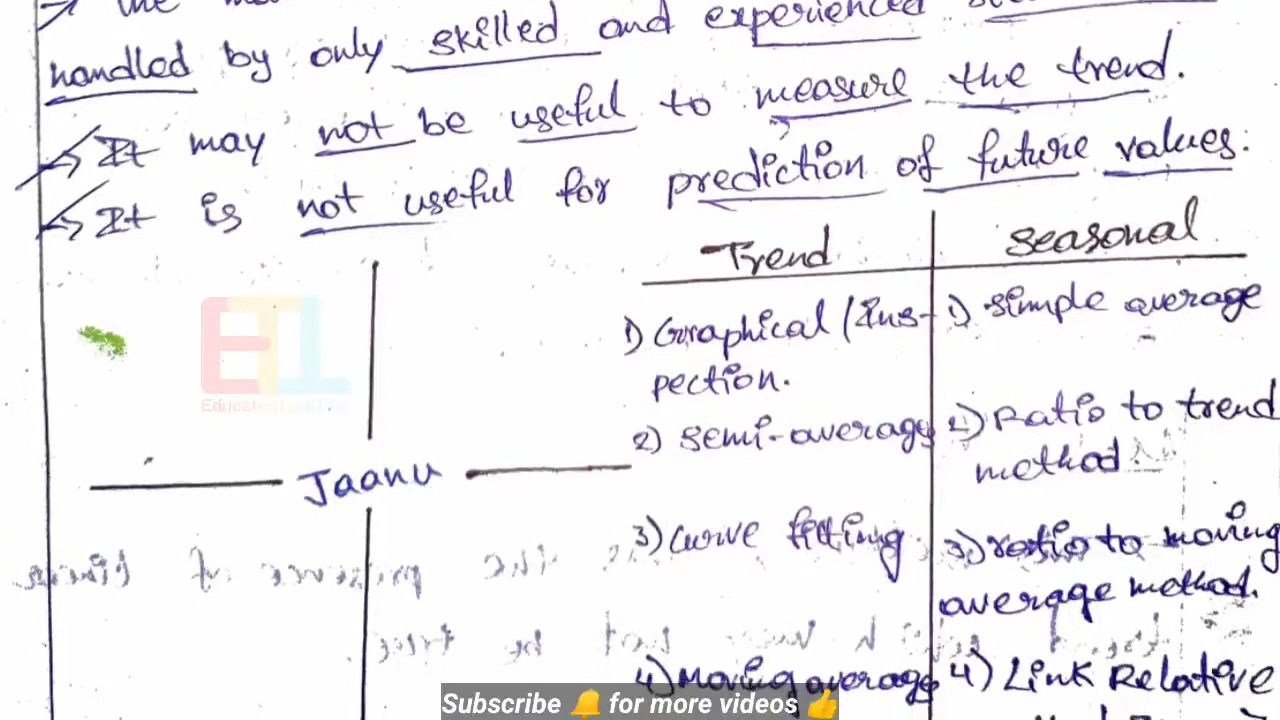 handled by only skilled and experienced
→ It may not be useful to measure the trend.
→ It is not useful for prediction of future values.
Trend
Seasonal
1) Graphical / Ins-
pection.
1) Simple average
2) Semi-average
2) Ratio to trend
method.
Jaanu
3) Curve fitting
3) ratio to moving
average method.
4) Moving average
4) Link Relative
Subscribe 🔔 for more videos 👍